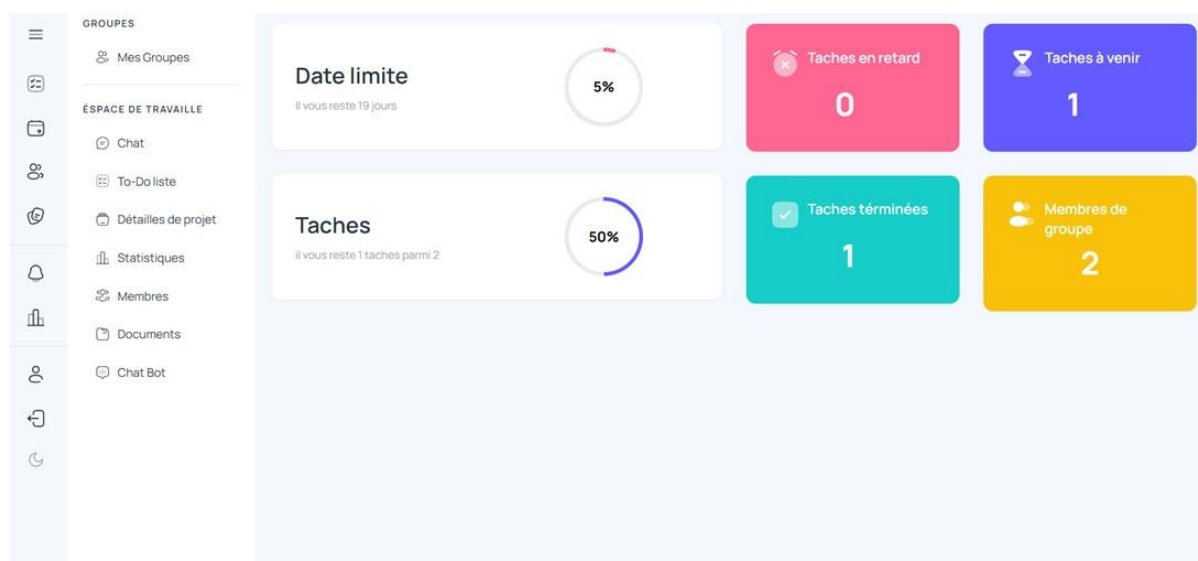 GROUPES
Mes Groupes
ÉSPACE DE TRAVAILLE
Chat
To-Do liste
Détailles de projet
Statistiques
Membres
Documents
Chat Bot
Date limite
Il vous reste 19 jours
5%
Taches
il vous reste 1 taches parmi 2
50%
Taches en retard
0
Taches à venir
1
Taches términées
1
Membres de
groupe
2